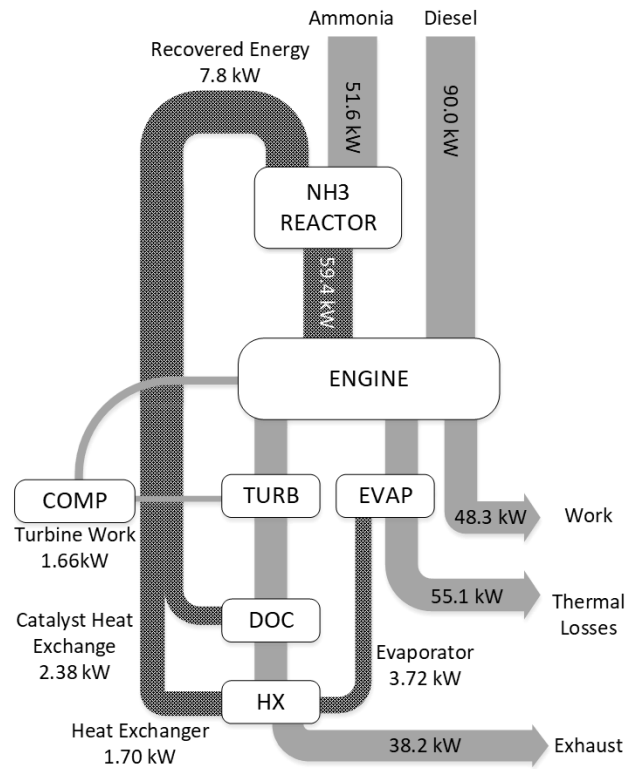 Ammonia Diesel
Recovered Energy
7.8 kW
51.6 kW
90.0 kW
NH3
REACTOR
59.4 kW
ENGINE
COMP
TURB
EVAP
48.3 kW
Work
Turbine Work
1.66kW
55.1 kW
Thermal
Losses
DOC
Catalyst Heat
Exchange
2.38 kW
Evaporator
3.72 kW
HX
Heat Exchanger
1.70 kW
38.2 kW
Exhaust